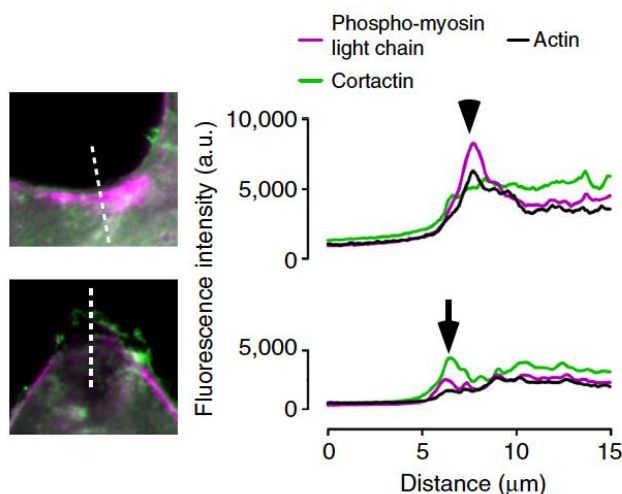 Phospho-myosin
light chain
Actin
Cortactin
Fluorescence intensity (a.u.)
10,000
5,000
0
5,000
0
0 5 10 15
Distance (μm)